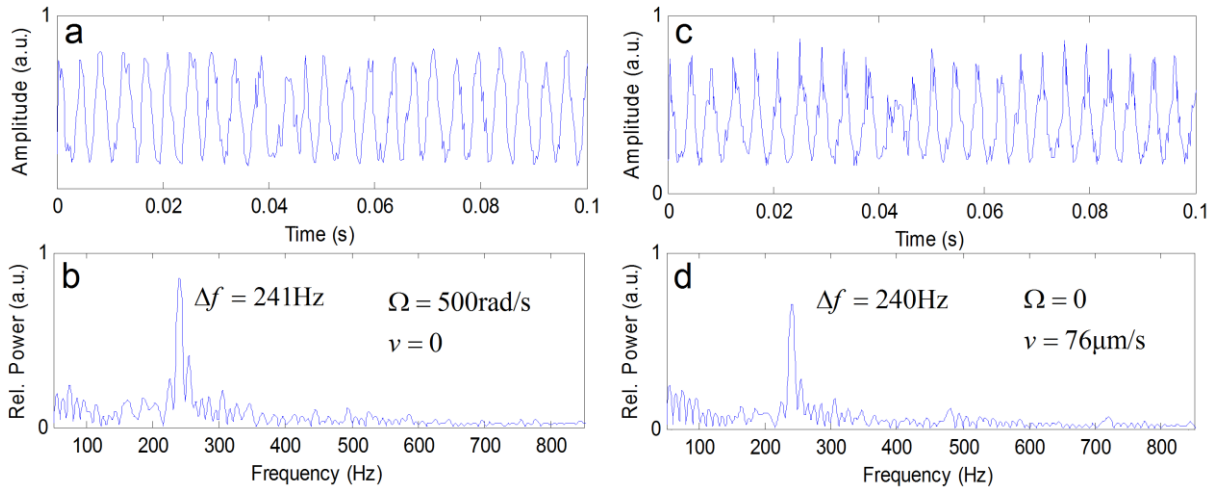 a
Amplitude (a.u.)
1
0 0.02 0.04 0.06 0.08 0.1
Time (s)
c
Amplitude (a.u.)
1
0
0 0.02 0.04 0.06 0.08 0.1
Time (s)
b
Rel. Power (a.u.)
1
0
Δf = 241Hz
Ω = 500rad/s
v = 0
100 200 300 400 500 600 700 800
Frequency (Hz)
d
Rel. Power (a.u.)
1
0
Δf = 240Hz
Ω = 0
v = 76μm/s
100 200 300 400 500 600 700 800
Frequency (Hz)